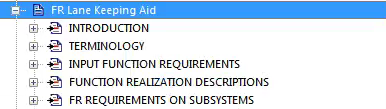 FR Lane Keeping Aid
INTRODUCTION
TERMINOLOGY
INPUT FUNCTION REQUIREMENTS
FUNCTION REALIZATION DESCRIPTIONS
FR REQUIREMENTS ON SUBSYSTEMS